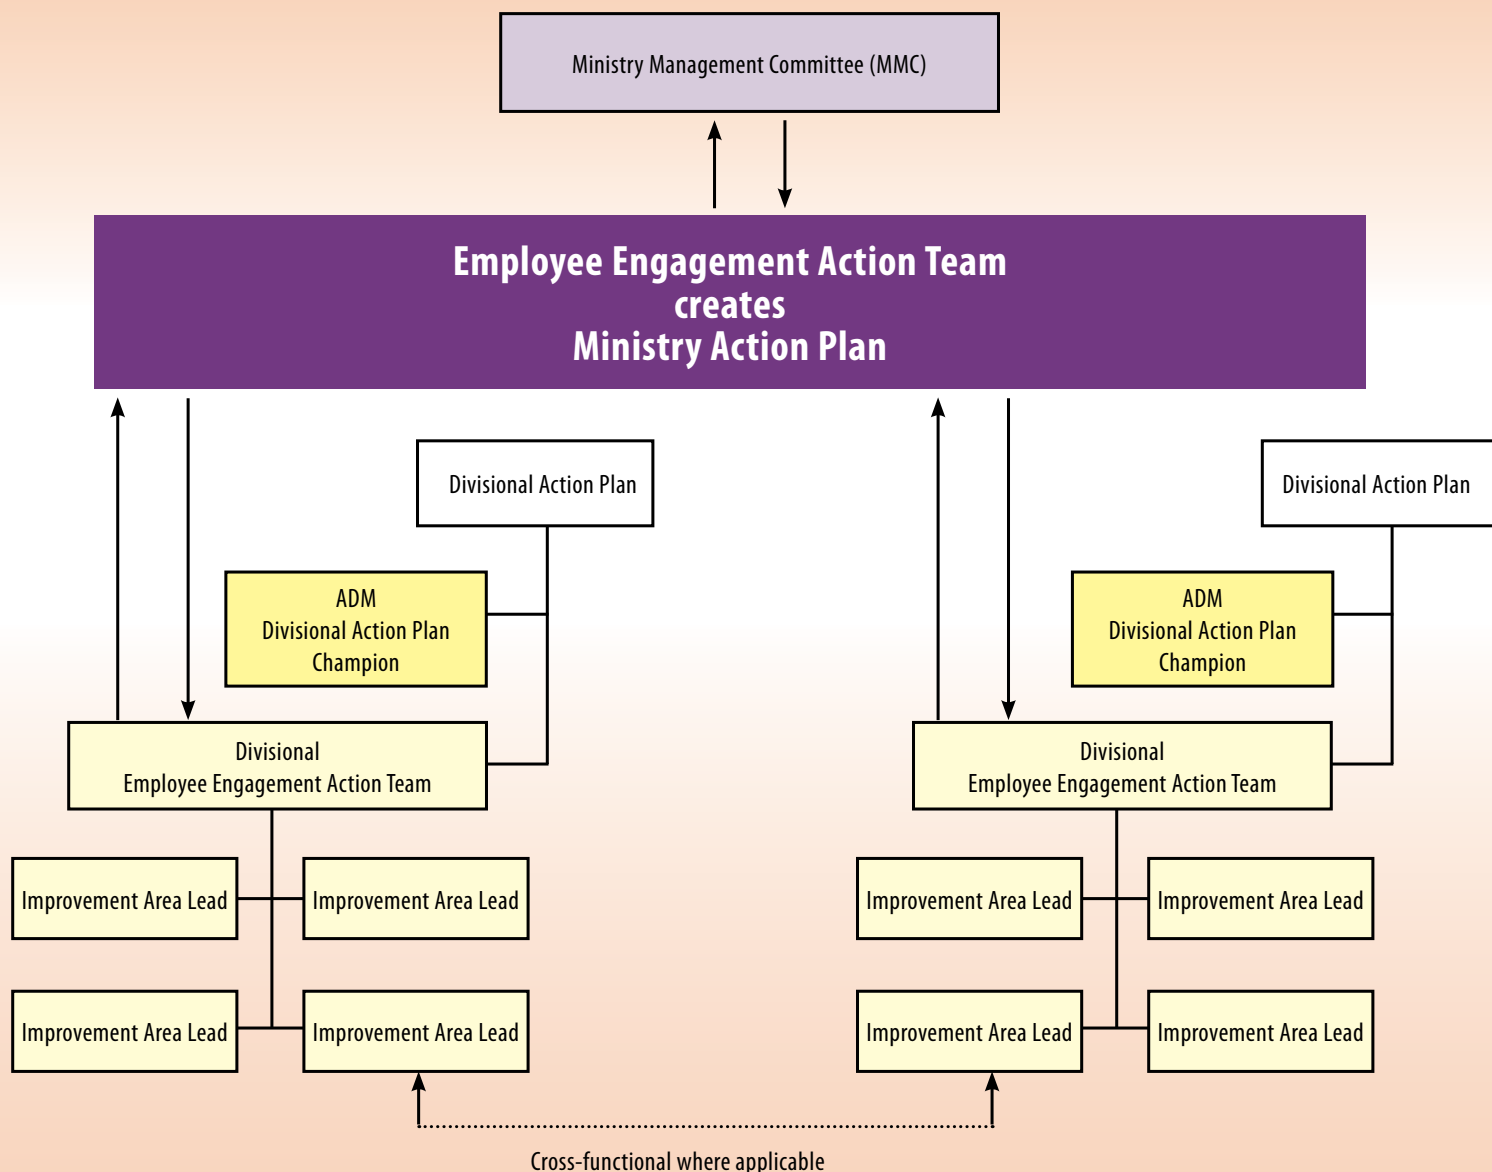 Ministry Management Committee (MMC)
Employee Engagement Action Team
creates
Ministry Action Plan
Divisional Action Plan
Divisional Action Plan
ADM
Divisional Action Plan
Champion
ADM
Divisional Action Plan
Champion
Divisional
Employee Engagement Action Team
Divisional
Employee Engagement Action Team
Improvement Area Lead
Improvement Area Lead
Improvement Area Lead
Improvement Area Lead
Improvement Area Lead
Improvement Area Lead
Improvement Area Lead
Improvement Area Lead
Cross-functional where applicable